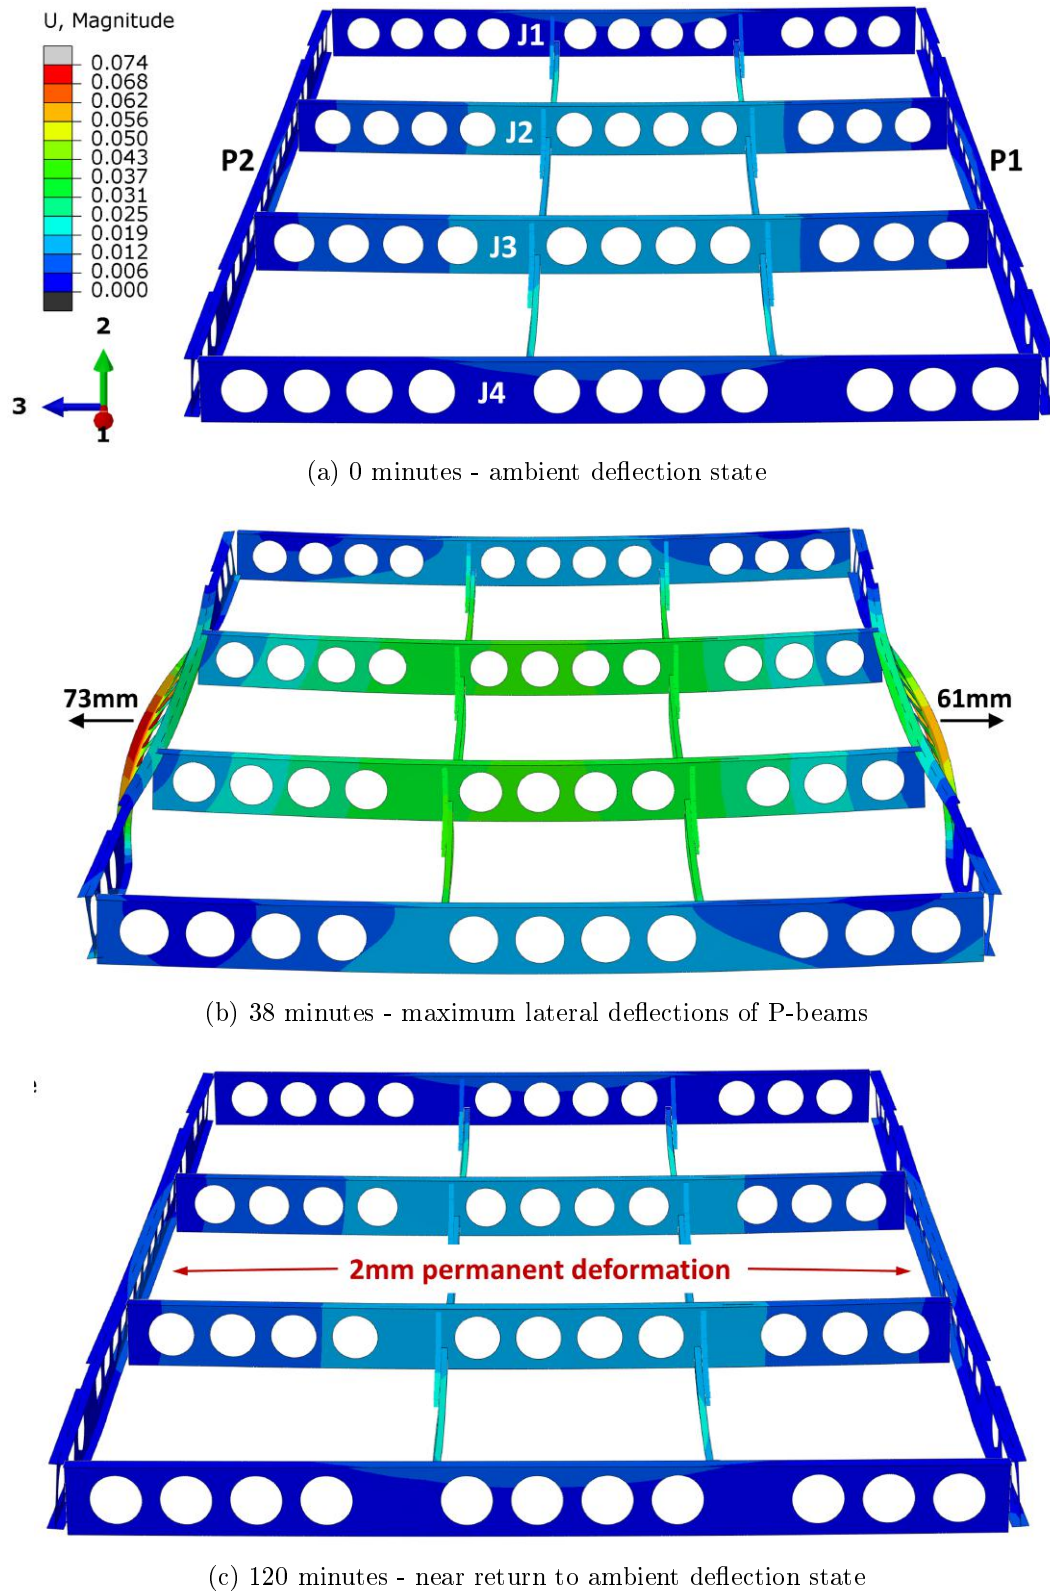 U, Magnitude
0.074
0.068
0.062
0.056
0.050
0.043
0.037
0.031
0.025
0.019
0.012
0.006
0.000
2
3
1
J1
J2
P2
P1
J3
J4
(a) 0 minutes - ambient deflection state
73mm
61mm
(b) 38 minutes - maximum lateral deflections of P-beams
2mm permanent deformation
(c) 120 minutes - near return to ambient deflection state